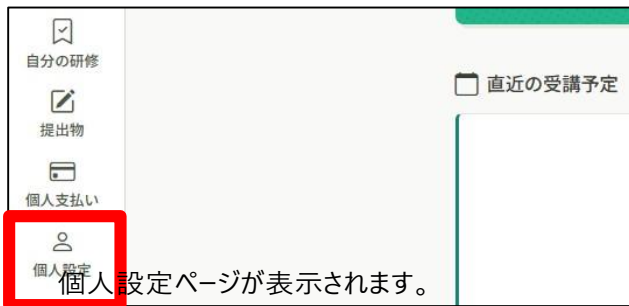 自分の研修
提出物
個人支払い
個人設定
直近の受講予定
個人設定ページが表示されます。